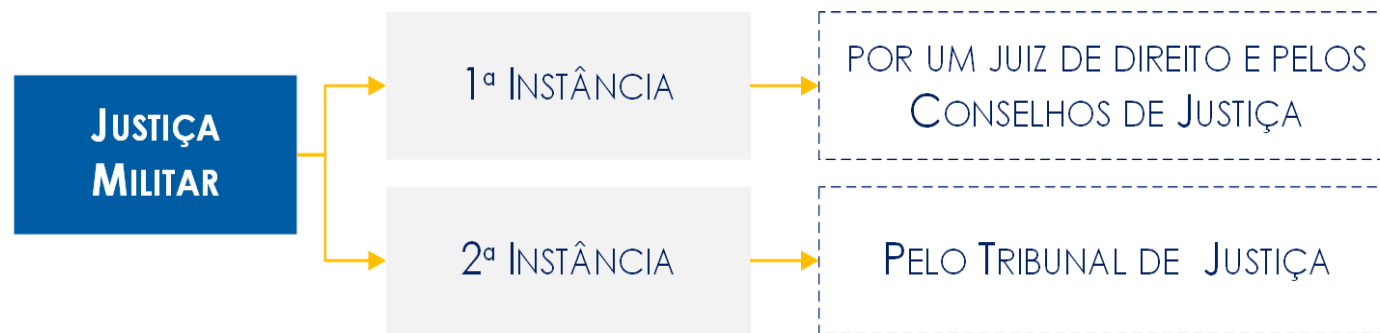 JUSTIÇA
MILITAR
1ª INSTÂNCIA
POR UM JUIZ DE DIREITO E PELOS
CONSELHOS DE JUSTIÇA
2ª INSTÂNCIA
PELO TRIBUNAL DE JUSTIÇA